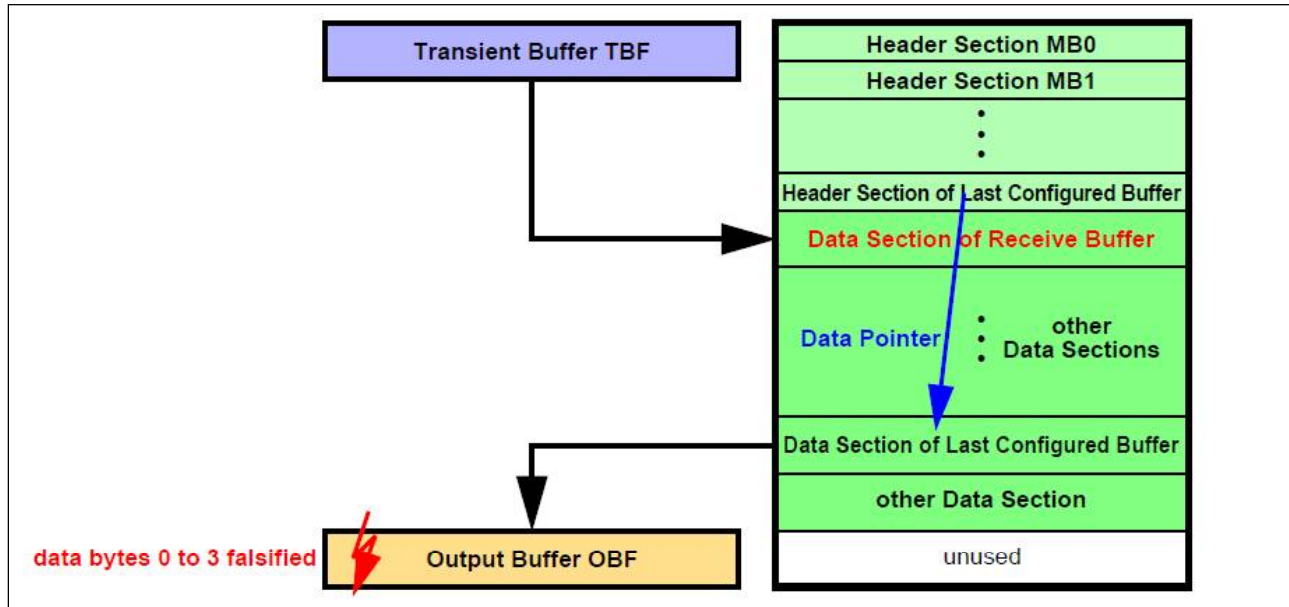 Transient Buffer TBF
Header Section MB0
Header Section MB1
Header Section of Last Configured Buffer
Data Section of Receive Buffer
Data Pointer
other
Data Sections
Data Section of Last Configured Buffer
other Data Section
unused
data bytes 0 to 3 falsified
Output Buffer OBF